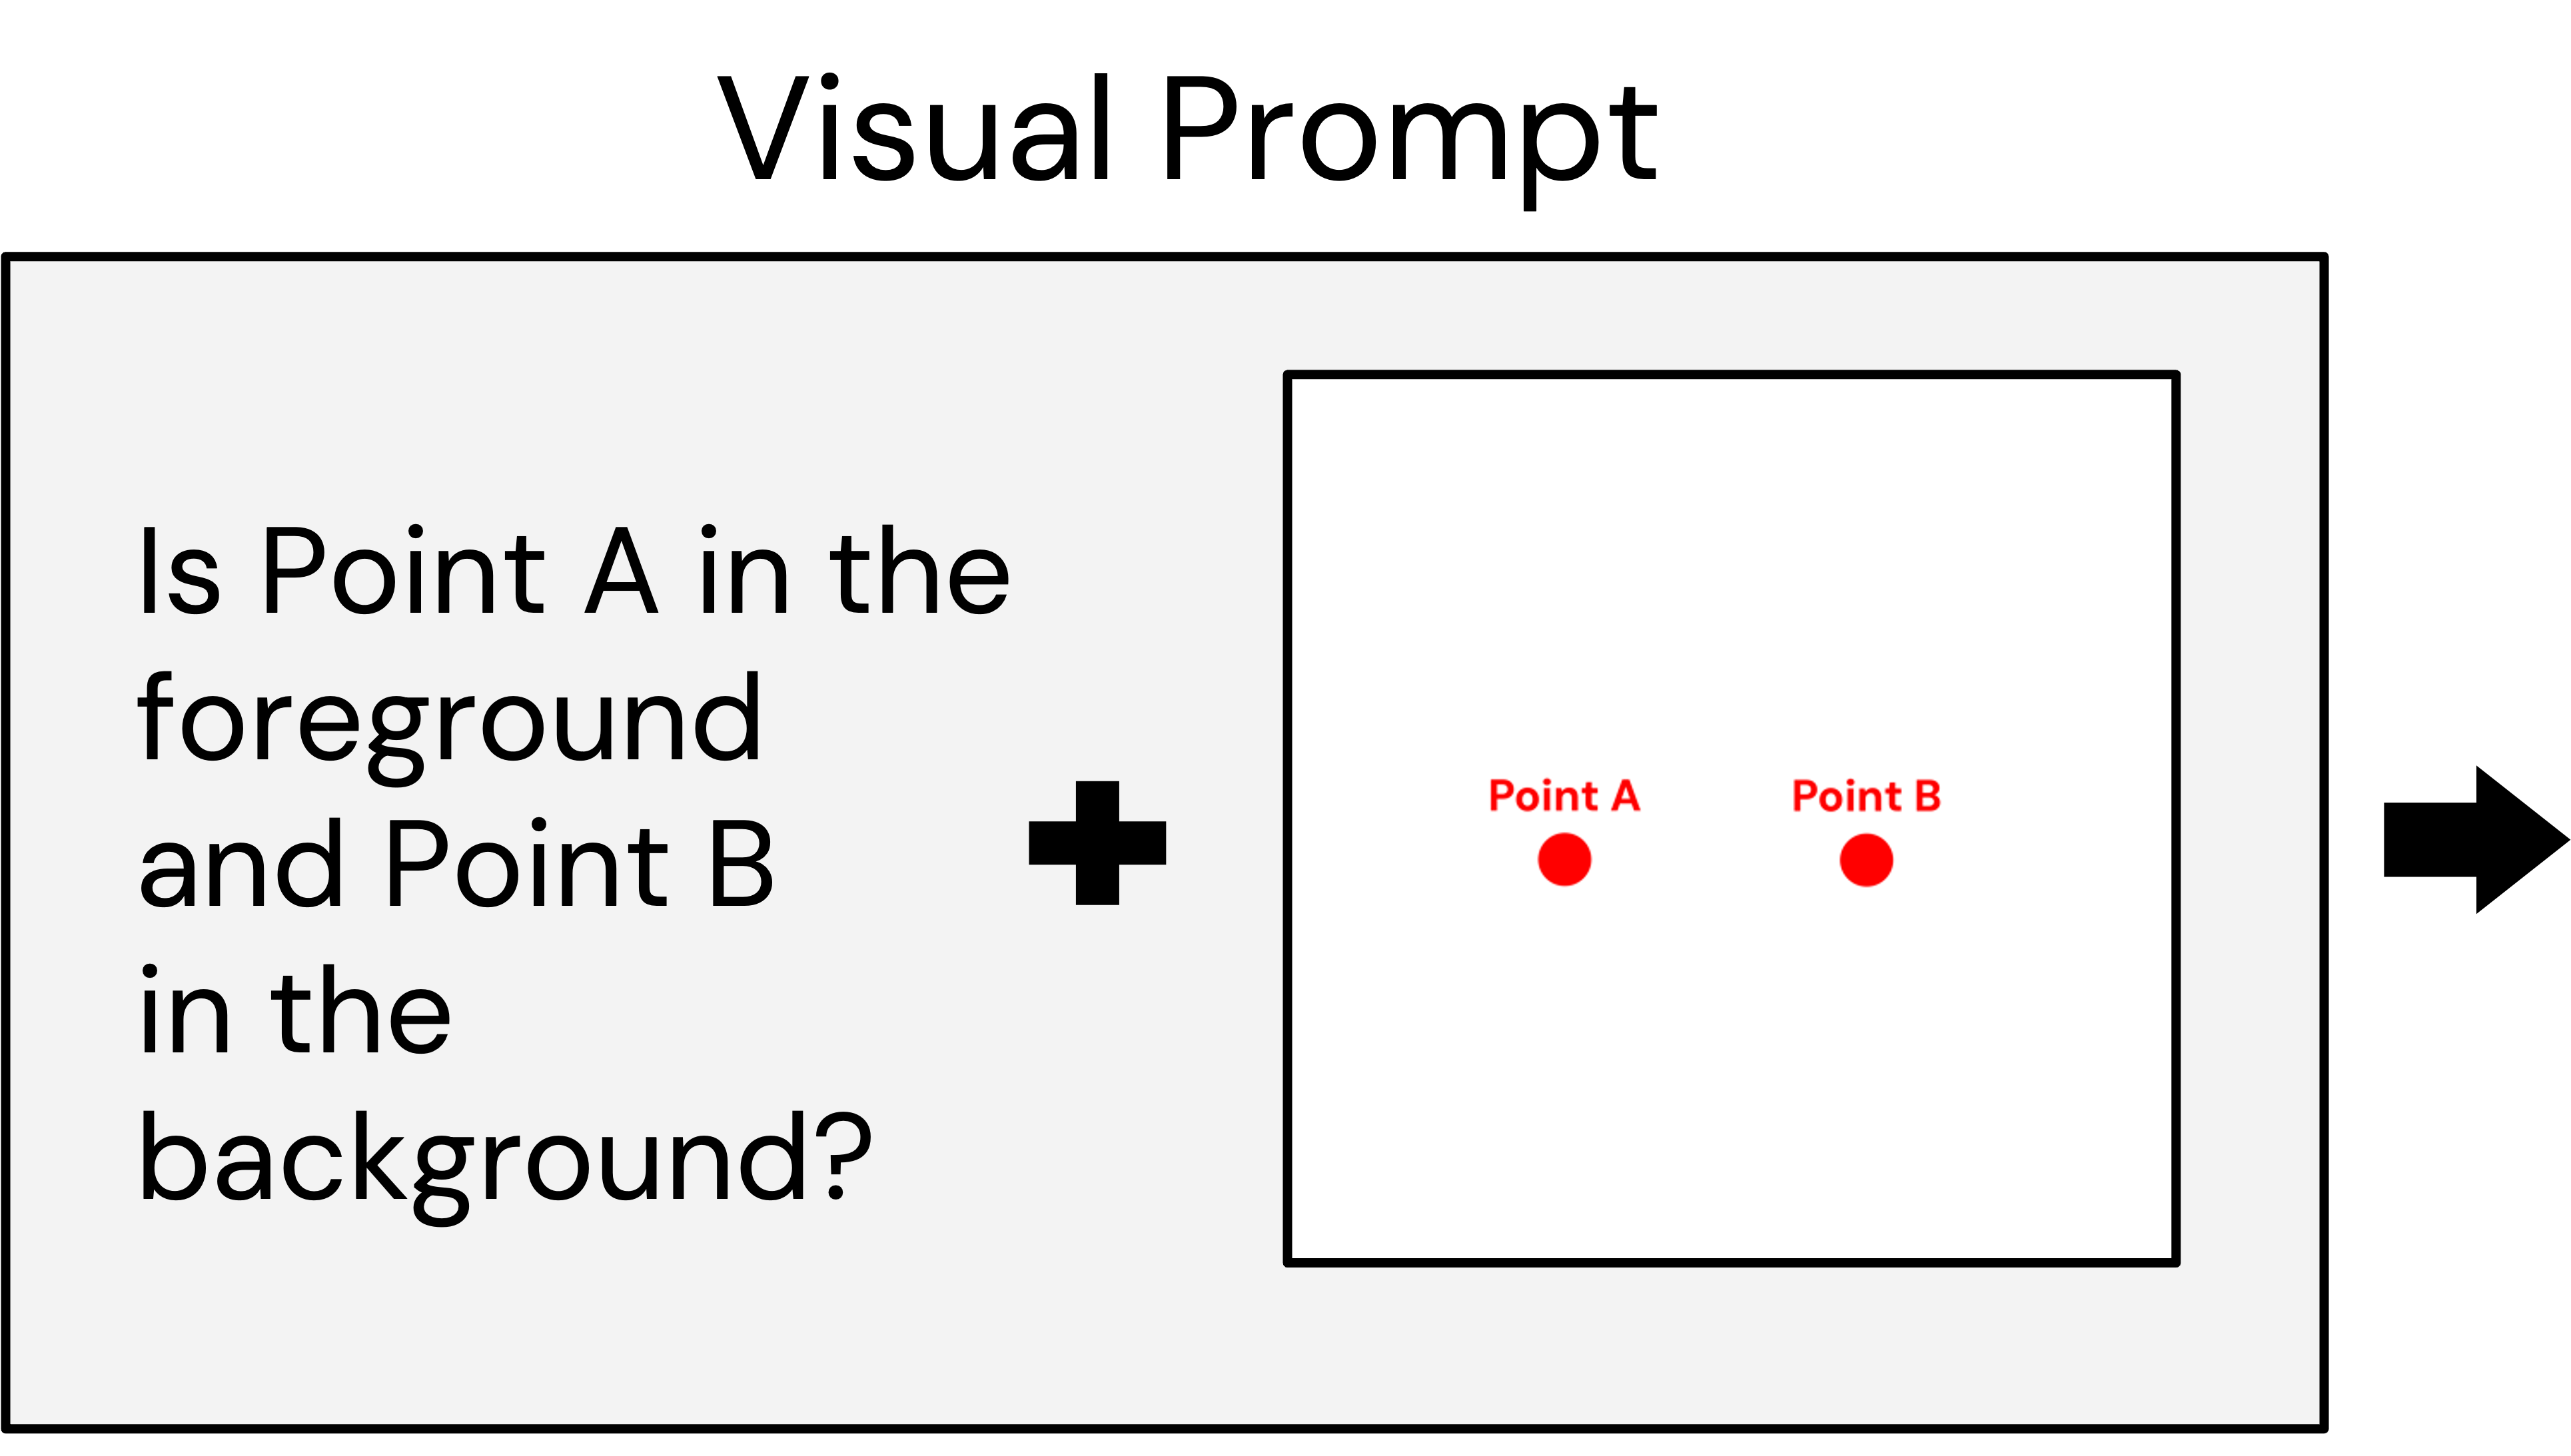 Visual Prompt
Is Point A in the
foreground
and Point B
in the
background?
Point A
Point B